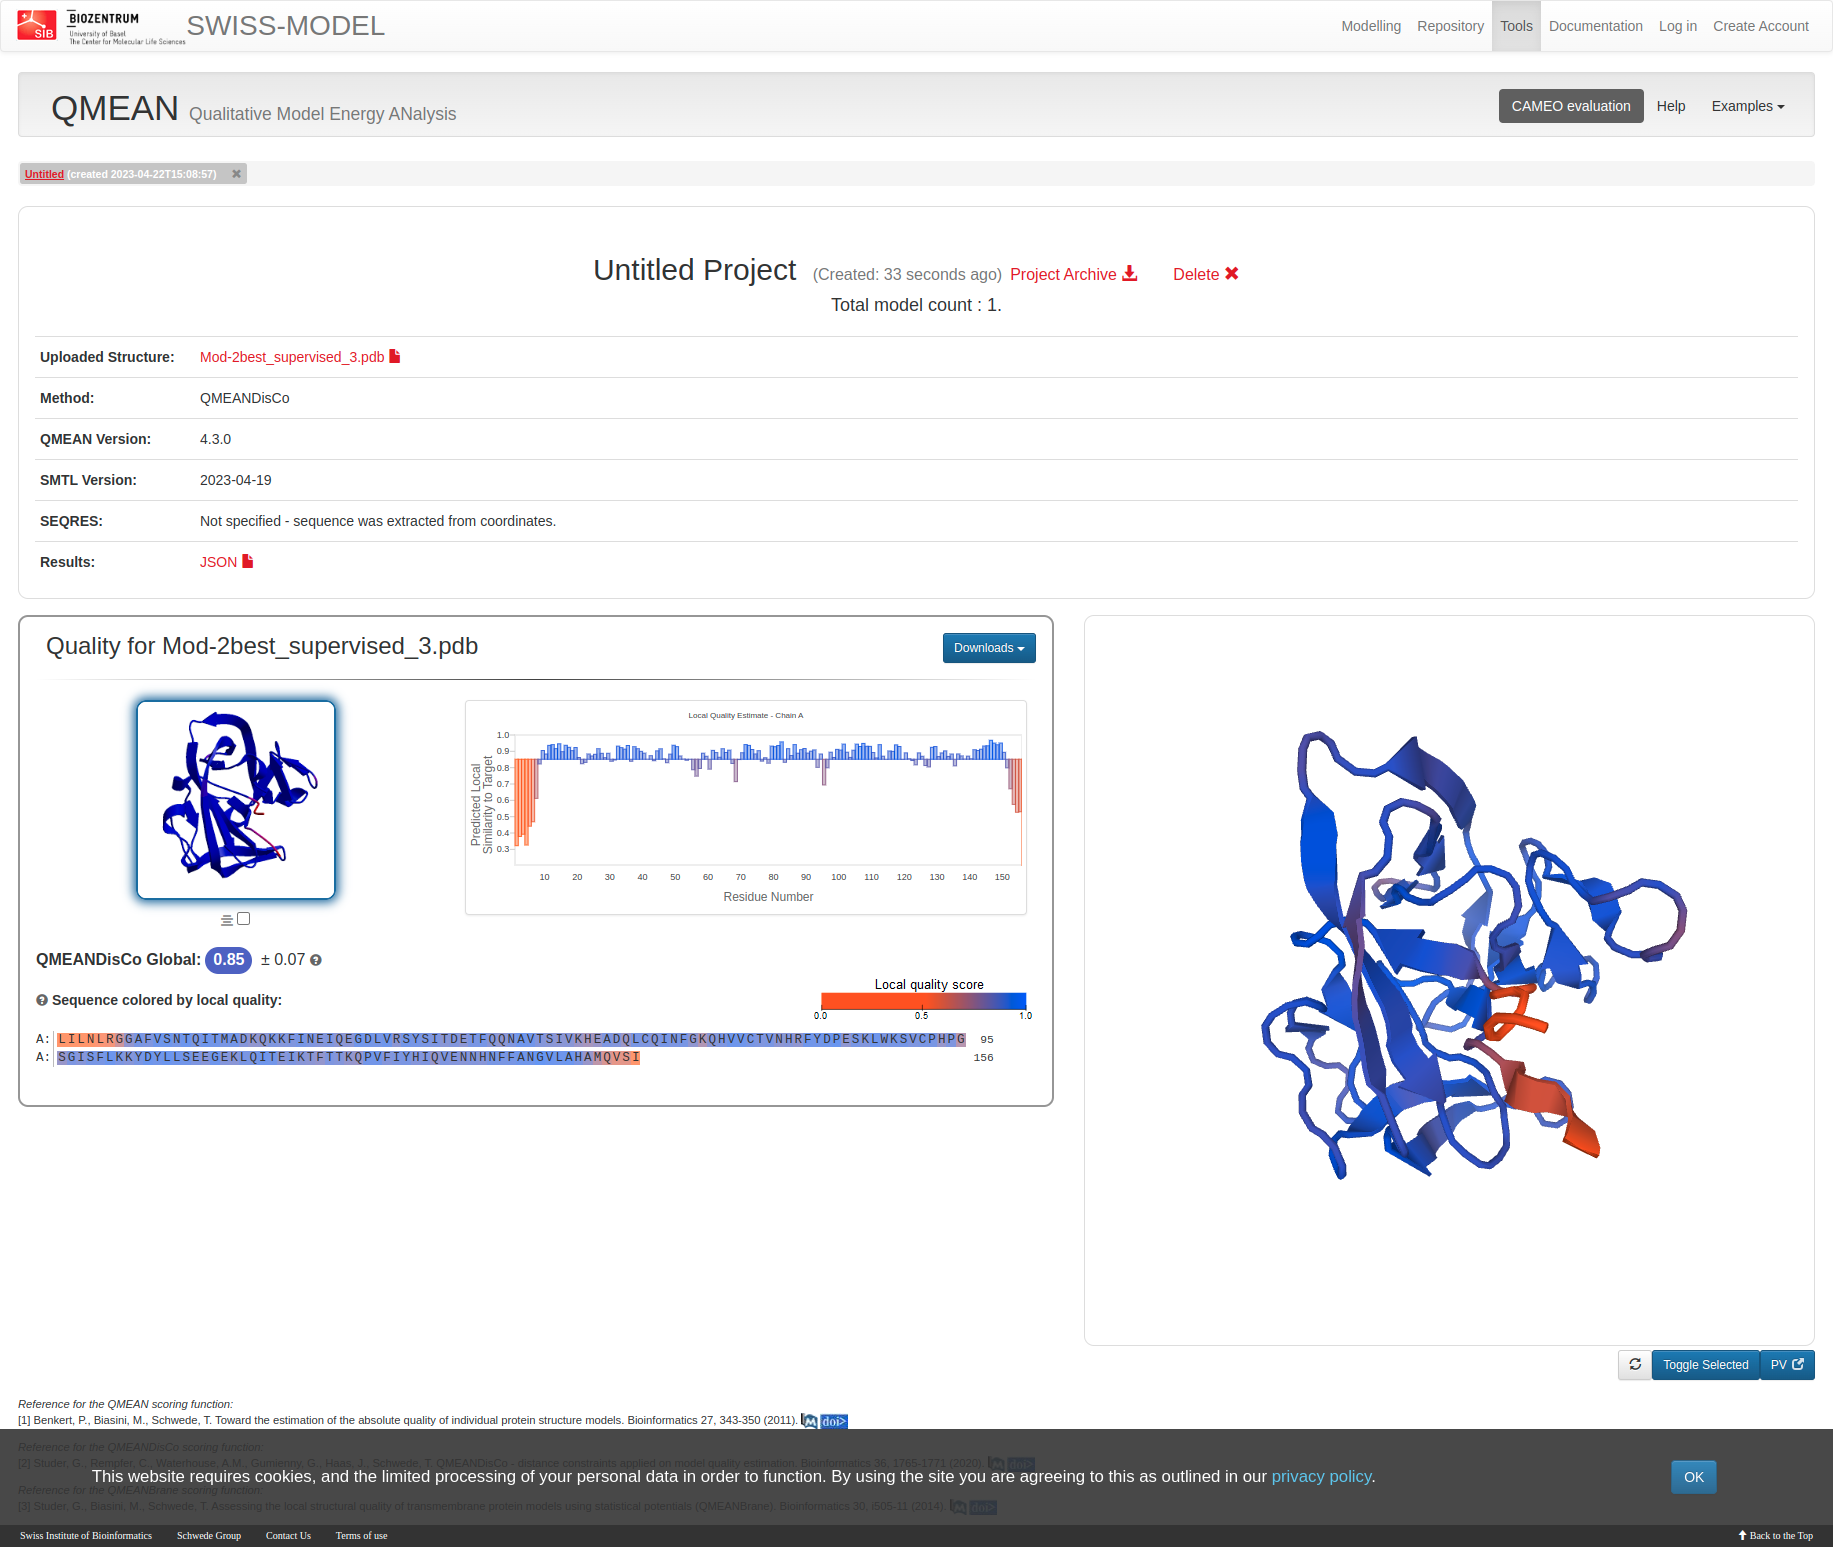 SIB
BIOZENTRUM
University of Basel
The Center for Molecular Life Sciences
SWISS-MODEL
Modelling Repository Tools Documentation Log in Create Account
QMEAN Qualitative Model Energy ANalysis
CAMEO evaluation Help Examples
Untitled (created 2023-04-22T15:08:57)
Untitled Project (Created: 33 seconds ago) Project Archive Delete
Total model count : 1.
Uploaded Structure: Mod-2best_supervised_3.pdb
Method: QMEANDisCo
QMEAN Version: 4.3.0
SMTL Version: 2023-04-19
SEQRES: Not specified - sequence was extracted from coordinates.
Results: JSON
Quality for Mod-2best_supervised_3.pdb
Downloads
Local Quality Estimate - Chain A
Predicted Local
Similarity to Target
1.0
0.9
0.8
0.7
0.6
0.5
0.4
0.3
10 20 30 40 50 60 70 80 90 100 110 120 130 140 150
Residue Number
QMEANDisCo Global: 0.85 ± 0.07
Sequence colored by local quality:
Local quality score
0.0 0.5 1.0
A: LILNLRGGAFVSNTQITMADKQKKFINEIQEGDLVRSYSITDETFQQNAVTSIVKHEADQLCQINFGKQHVVCTVNHRFYDPESKLWKSVCPHPG 95
A: SGISFLKKYDYLLSEEGEKLQITEIKTFTTKQPVFIYHIQVENNHNFFANGVLAHAMQVSI 156
Toggle Selected PV
Reference for the QMEAN scoring function:
[1] Benkert, P., Biasini, M., Schwede, T. Toward the estimation of the absolute quality of individual protein structure models. Bioinformatics 27, 343-350 (2011). M doi>
Reference for the QMEANDisCo scoring function:
[2] Studer, G., Rempfer, C., Waterhouse, A.M., Gumienny, G., Haas, J., Schwede, T. QMEANDisCo - distance constraints applied on model quality estimation. Bioinformatics 36, 1765-1771 (2020). M doi>
This website requires cookies, and the limited processing of your personal data in order to function. By using the site you are agreeing to this as outlined in our privacy policy.
OK
Reference for the QMEANBrane scoring function:
[3] Studer, G., Biasini, M., Schwede, T. Assessing the local structural quality of transmembrane protein models using statistical potentials (QMEANBrane). Bioinformatics 30, i505-11 (2014). M doi>
Swiss Institute of Bioinformatics Schwede Group Contact Us Terms of use
Back to the Top